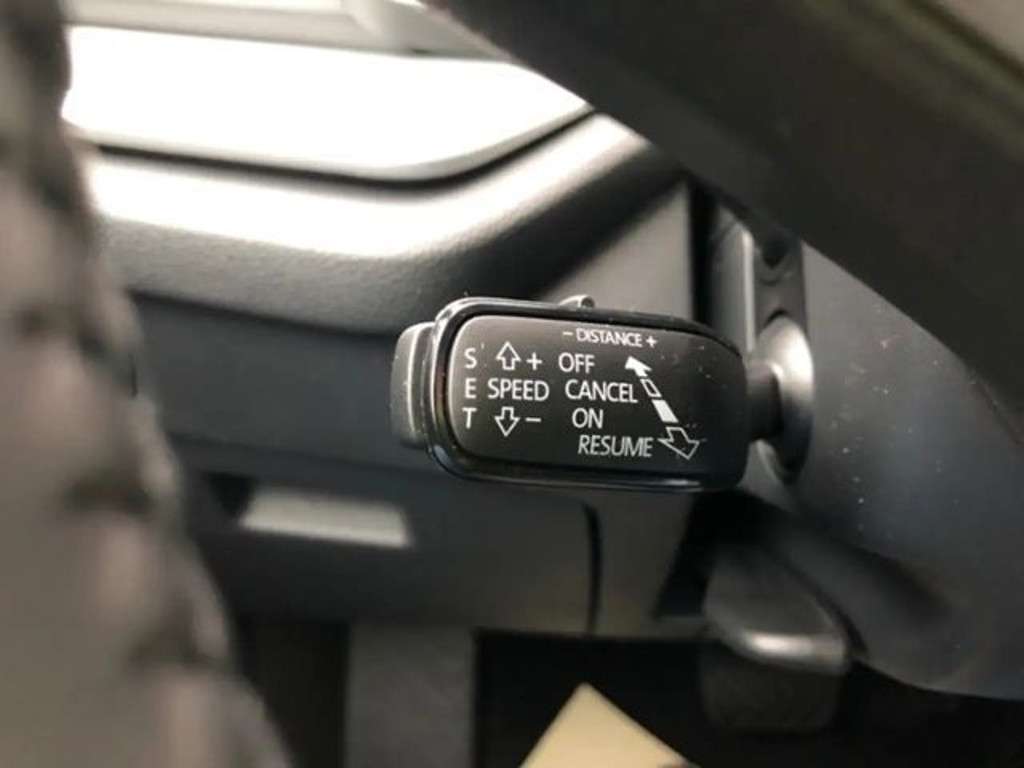 – DISTANCE +
S + OFF
E SPEED CANCEL
T – ON
RESUME